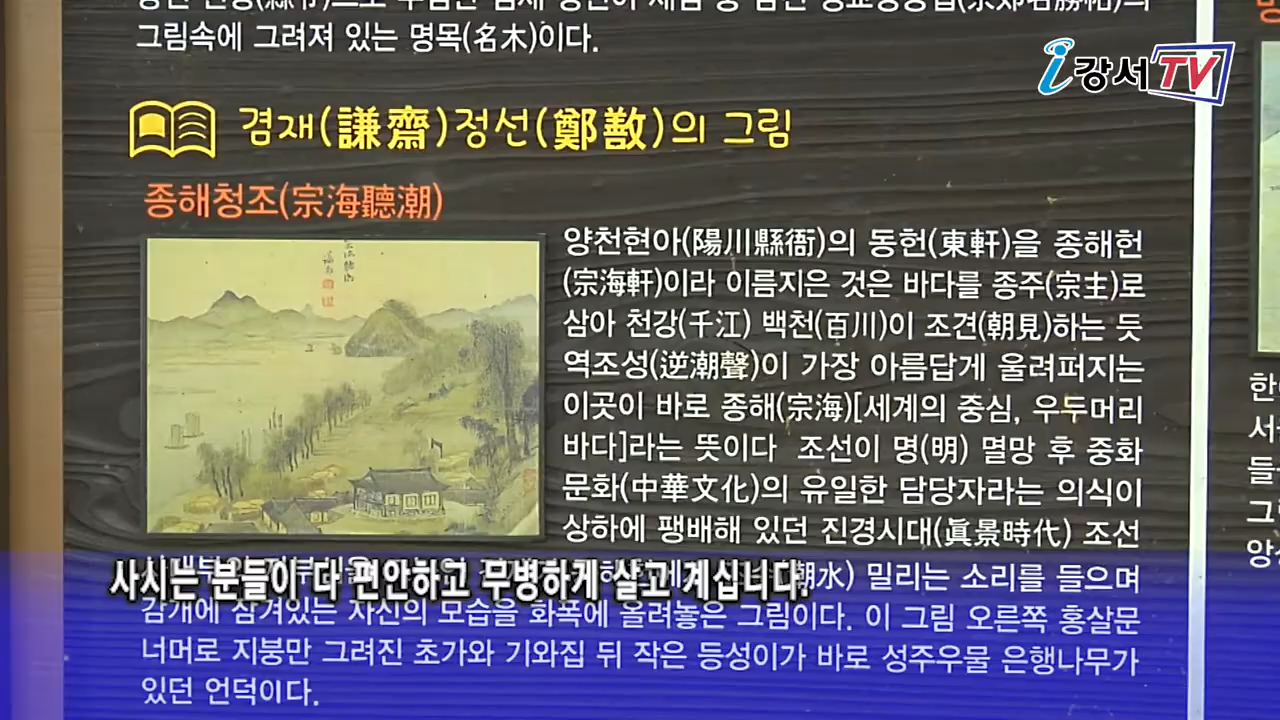 i강서TV
그림속에 그려져 있는 명목(名木)이다.
겸재(謙齋)정선(鄭敾)의 그림
종해청조(宗海聽潮)
양천현아(陽川縣衙)의 동헌(東軒)을 종해헌
(宗海軒)이라 이름지은 것은 바다를 종주(宗主)로
삼아 천강(千江) 백천(百川)이 조견(朝見)하는 듯
역조성(逆潮聲)이 가장 아름답게 울려퍼지는
이곳이 바로 종해(宗海)[세계의 중심, 우두머리
바다]라는 뜻이다 조선이 명(明) 멸망 후 중화
문화(中華文化)의 유일한 담당자라는 의식이
상하에 팽배해 있던 진경시대(眞景時代) 조선
潮水) 밀리는 소리를 들으며
사시는 분들이 다 편안하고 무병하게 살고 계십니다.
감개에 잠겨있는 자신의 모습을 화폭에 올려놓은 그림이다. 이 그림 오른쪽 홍살문
너머로 지붕만 그려진 초가와 기와집 뒤 작은 등성이가 바로 성주우물 은행나무가
있던 언덕이다.
한
서
들
그
앙